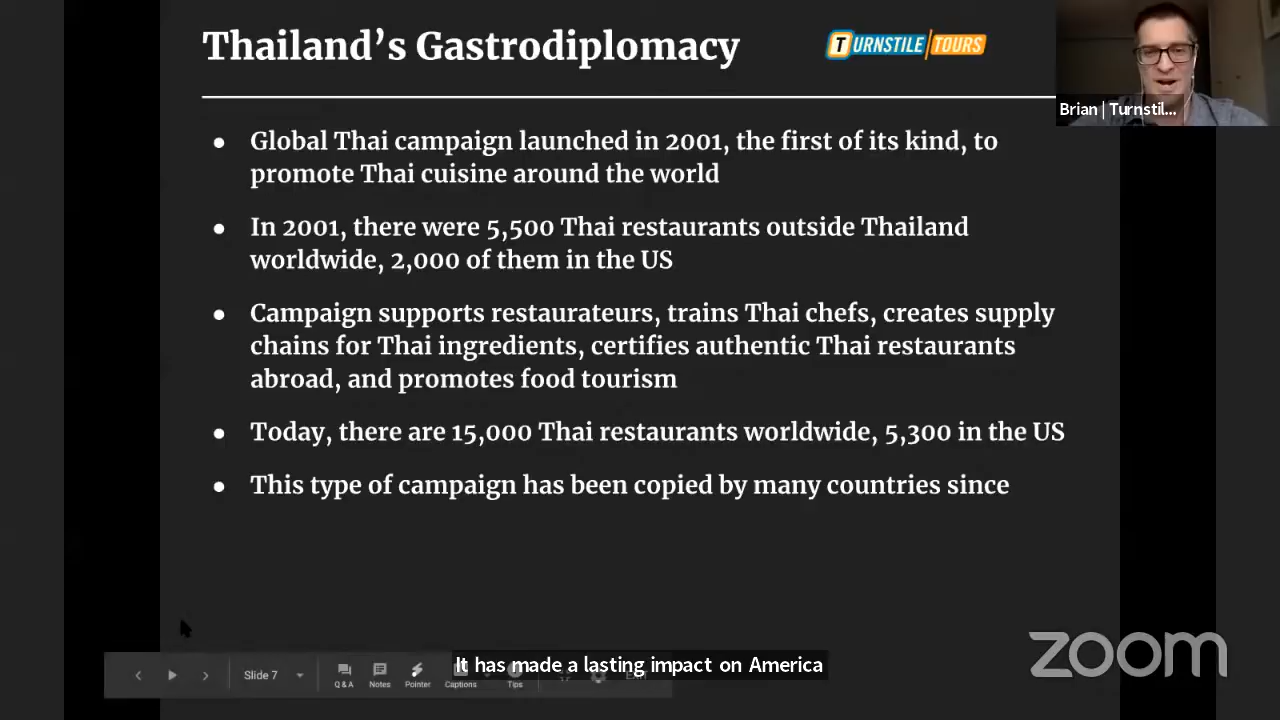 Thailand’s Gastrodiplomacy
TURNSTILE TOURS
Brian | Turnstil...
● Global Thai campaign launched in 2001, the first of its kind, to
promote Thai cuisine around the world
● In 2001, there were 5,500 Thai restaurants outside Thailand
worldwide, 2,000 of them in the US
● Campaign supports restaurateurs, trains Thai chefs, creates supply
chains for Thai ingredients, certifies authentic Thai restaurants
abroad, and promotes food tourism
● Today, there are 15,000 Thai restaurants worldwide, 5,300 in the US
● This type of campaign has been copied by many countries since
zoom
It has made a lasting impact on America
Slide 7
Q & A
Notes
Pointer
Captions
Tips